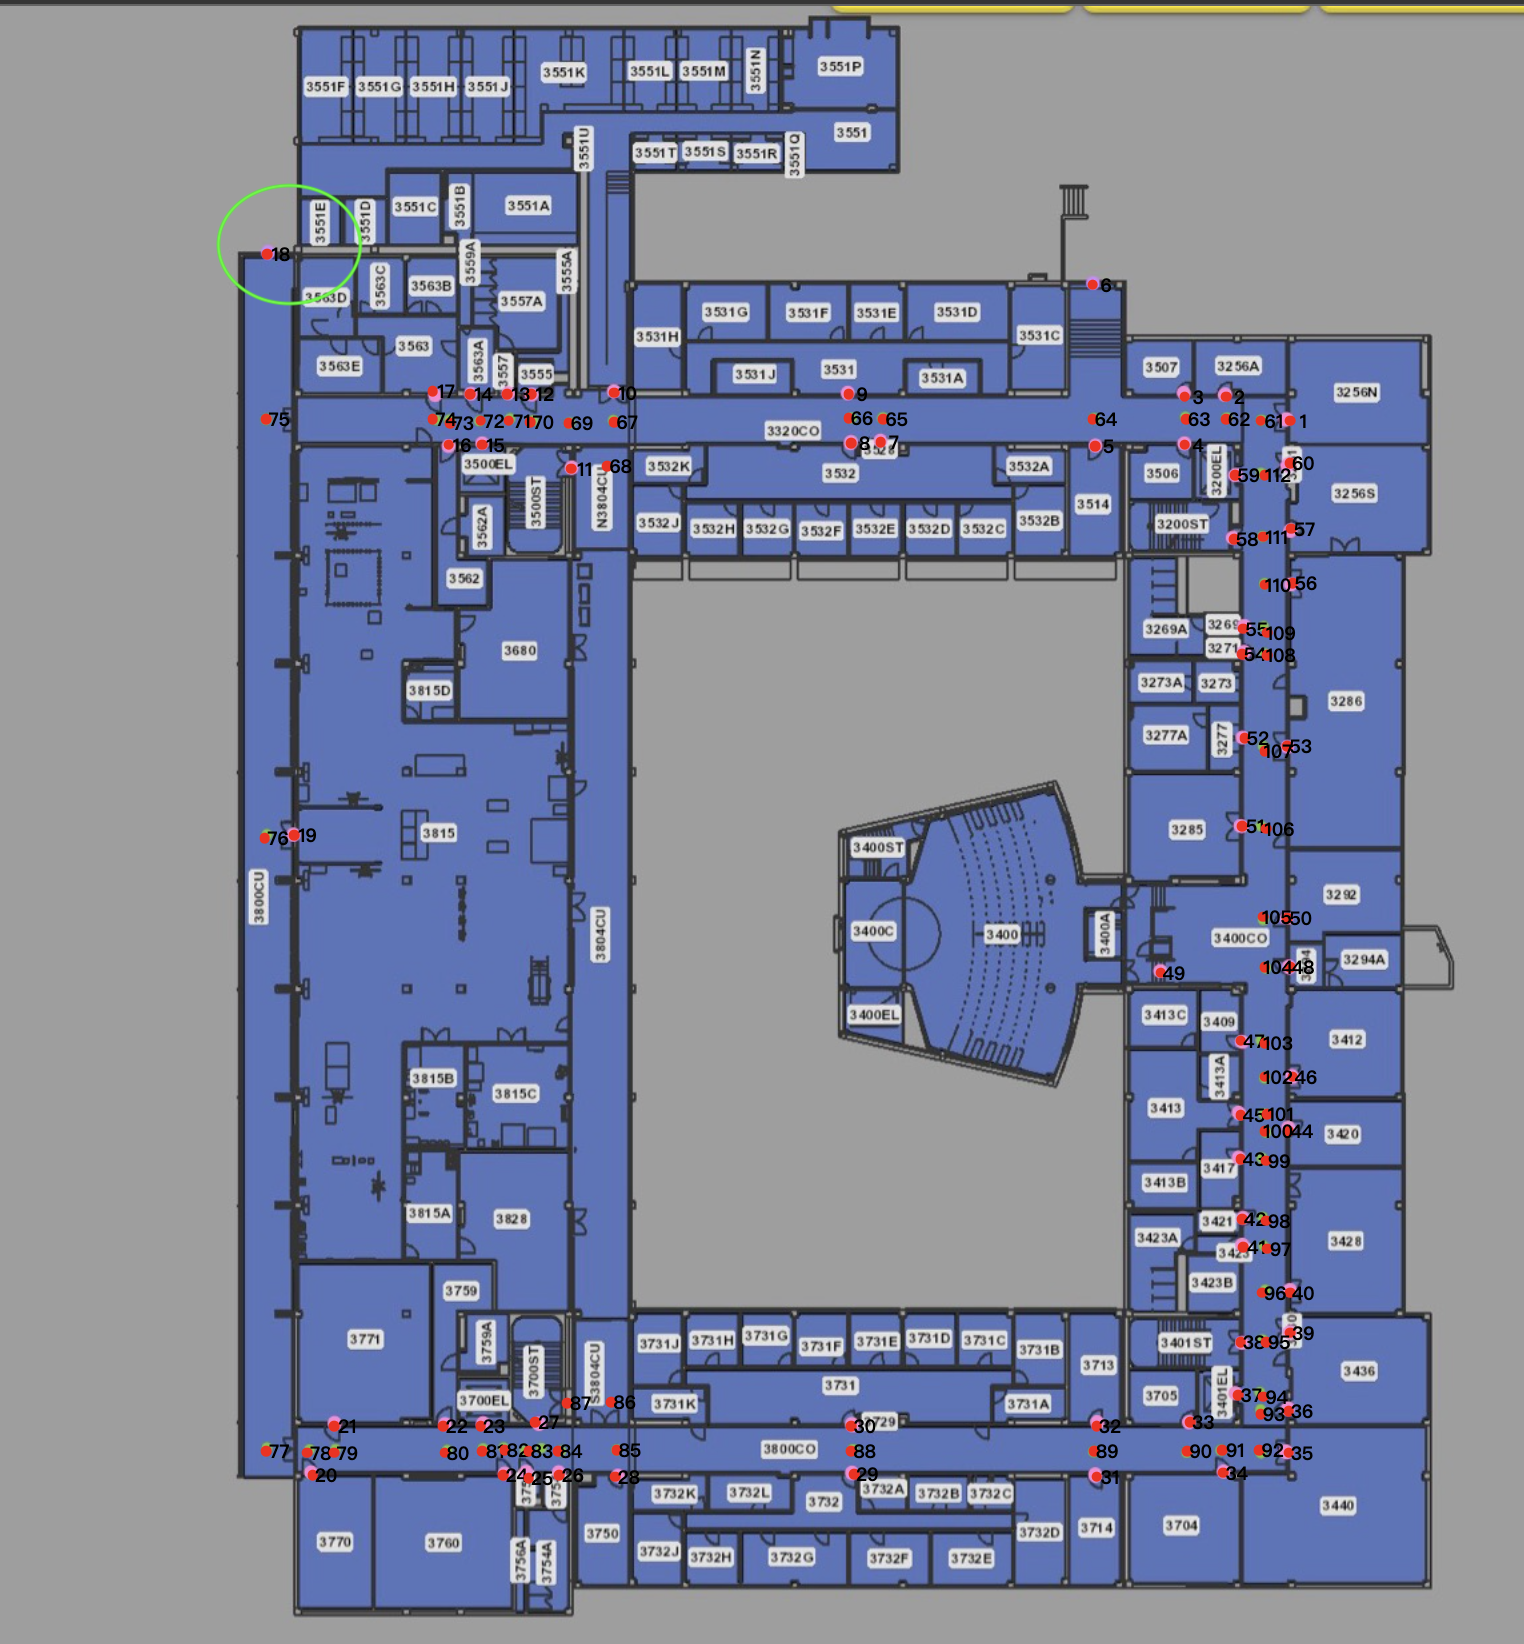 3551F 3551G 3551H 3551J 3551K 3551L 3551M 3551N 3551P
3551
3551U 3551T 3551S 3551R 3551Q
3551E 3551D 3551C 3551B 3551A
18
3559A 3555A
3563D 3563C 3563B 3557A
6
3531G 3531F 3531E 3531D
3531H 3531C
3563E 3563 3563A 3557 3555
3531J 3531 3531A
3507 3256A
3256N
17 14 13 12 10 9 3 2
75 74 73 72 71 70 69 67 66 65 64 63 62 61 1
3320CO
16 15 8 7 5 4
3500EL 11 68 3532K 3532 3532A 3506 3200EL 59 112 60
3500ST N3804CU 3256S
3562A 3532J 3532H 3532G 3532F 3532E 3532D 3532C 3532B 3514 3200ST
58 111 57
3562
110 56
3680
3269A 3269 55 109
3271 54 108
3815D
3273A 3273
3286
3277A 3277 52 107 53
3815
76 19
3285 51 106
3400ST
3800CU 3804CU
3292
3400C 3400 3400A
105 50
3400CO
49 104 48 3294A
3400EL
3413C 3409
47 103 3412
3815B 3815C
3413A 102 46
3413 45 101
100 44 3420
3417 43 99
3413B
3815A 3828
3421 42 98
3423A 41 97 3428
3423B
3759 96 40
3771 3759A 3700ST S3804CU
3731J 3731H 3731G 3731F 3731E 3731D 3731C 3731B 3713
3401ST 38 95 39
3436
3731
3700EL 87 86 3731K 3731A 3705 3401EL 37 94
93 36
21 22 23 27 30 3729 32 33
77 78 79 80 81 82 83 84 85 3800CO 88 89 90 91 92 35
20 24 25 26 28 29 31 34
3732K 3732L 3732 3732A 3732B 3732C
3440
3770 3760 3756A 3754A 3750 3732J 3732H 3732G 3732F 3732E 3732D 3714 3704